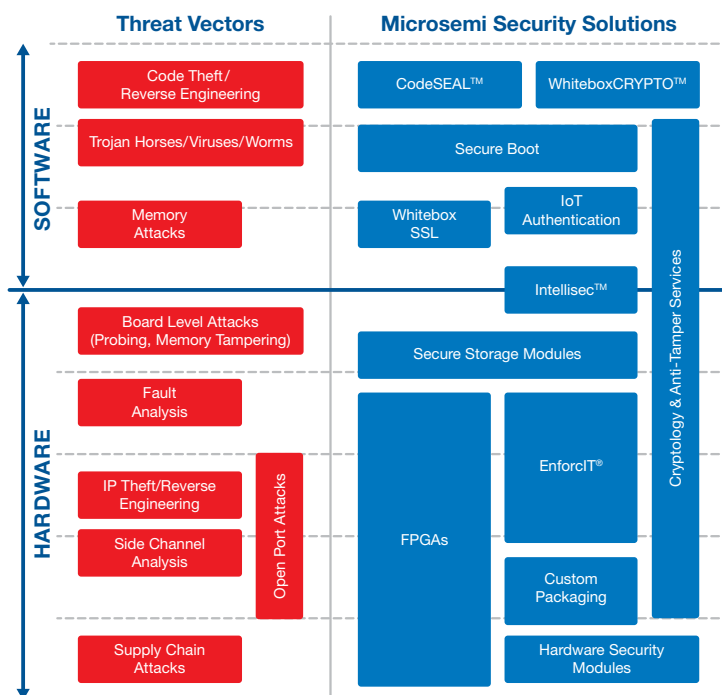 Threat Vectors
Microsemi Security Solutions
SOFTWARE
Code Theft/
Reverse Engineering
CodeSEAL™
WhiteboxCRYPTO™
Trojan Horses/Viruses/Worms
Secure Boot
Memory
Attacks
Whitebox
SSL
IoT
Authentication
Intellisec™
Cryptology & Anti-Tamper Services
HARDWARE
Board Level Attacks
(Probing, Memory Tampering)
Secure Storage Modules
Fault
Analysis
IP Theft/Reverse
Engineering
Open Port Attacks
Side Channel
Analysis
FPGAs
EnforcIT®
Custom
Packaging
Supply Chain
Attacks
Hardware Security
Modules